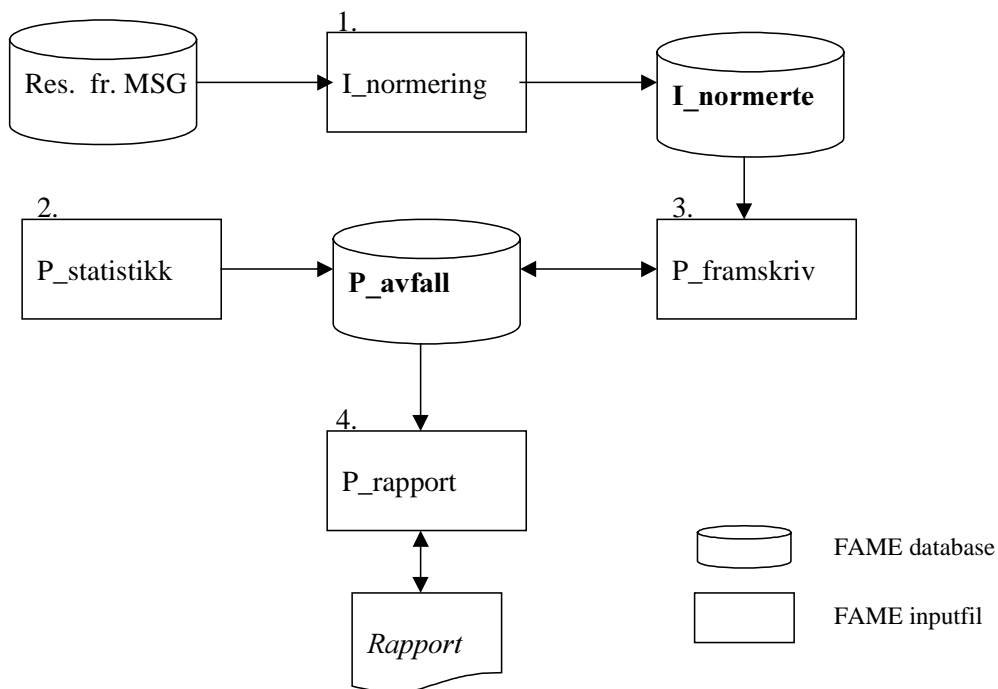 1.
Res. fr. MSG
I_normering
I_normerte
2.
P_statistikk
P_avfall
3.
P_framskriv
4.
P_rapport
Rapport
FAME database
FAME inputfil